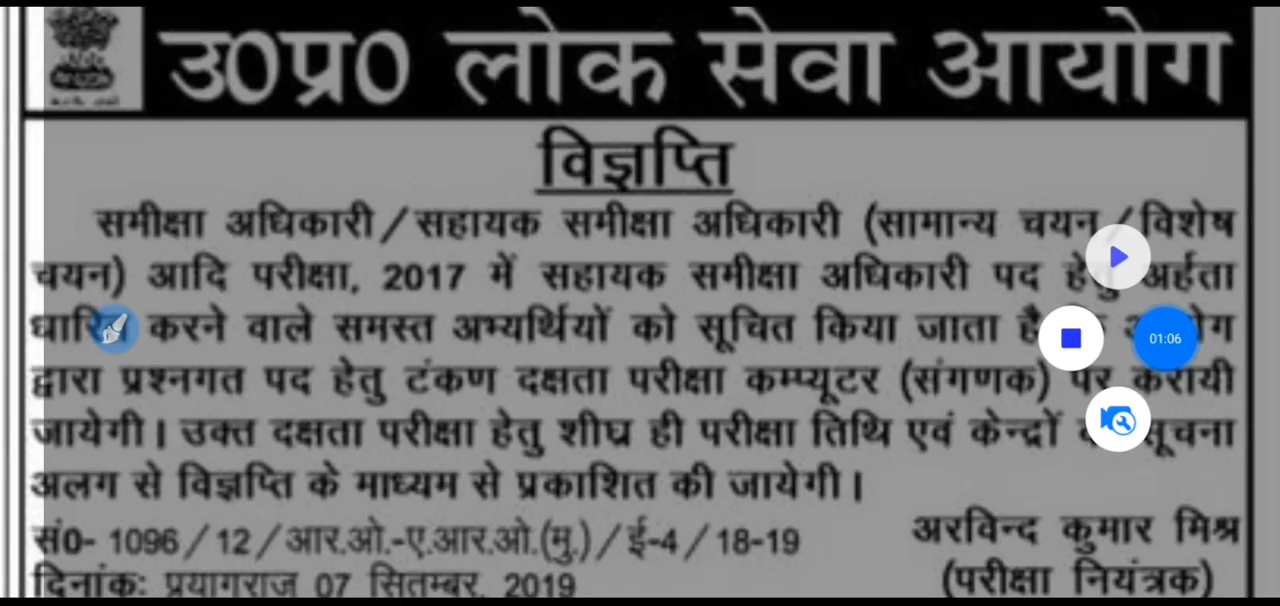 उ0प्र0 लोक सेवा आयोग
विज्ञप्ति
समीक्षा अधिकारी/सहायक समीक्षा अधिकारी (सामान्य चयन/विशेष
चयन) आदि परीक्षा, 2017 में सहायक समीक्षा अधिकारी पद हेतु अर्हता
करने वाले समस्त अभ्यर्थियों को सूचित किया जाता है
द्वारा प्रश्नगत पद हेतु टंकण दक्षता परीक्षा कम्प्यूटर (संगणक) पर करायी
जायेगी। उक्त दक्षता परीक्षा हेतु शीघ्र ही परीक्षा तिथि एवं केन्द्रों सूचना
अलग से विज्ञप्ति के माध्यम से प्रकाशित की जायेगी।
सं0- 1096/12/आर.ओ.-ए.आर.ओ.(मु.)/ई-4/18-19
अरविन्द कुमार मिश्र
दिनांक: प्रयागराज 07 सितम्बर, 2019
(परीक्षा नियंत्रक)
01:06